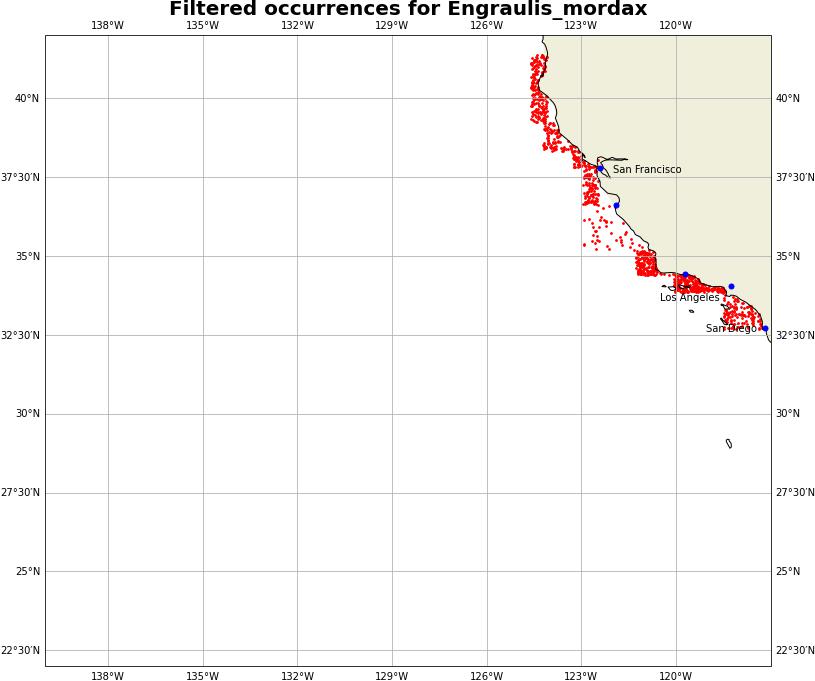 Filtered occurrences for Engraulis_mordax
138°W 135°W 132°W 129°W 126°W 123°W 120°W
40°N 40°N
37°30′N San Francisco 37°30′N
35°N 35°N
Los Angeles
32°30′N San Diego 32°30′N
30°N 30°N
27°30′N 27°30′N
25°N 25°N
22°30′N 22°30′N
138°W 135°W 132°W 129°W 126°W 123°W 120°W